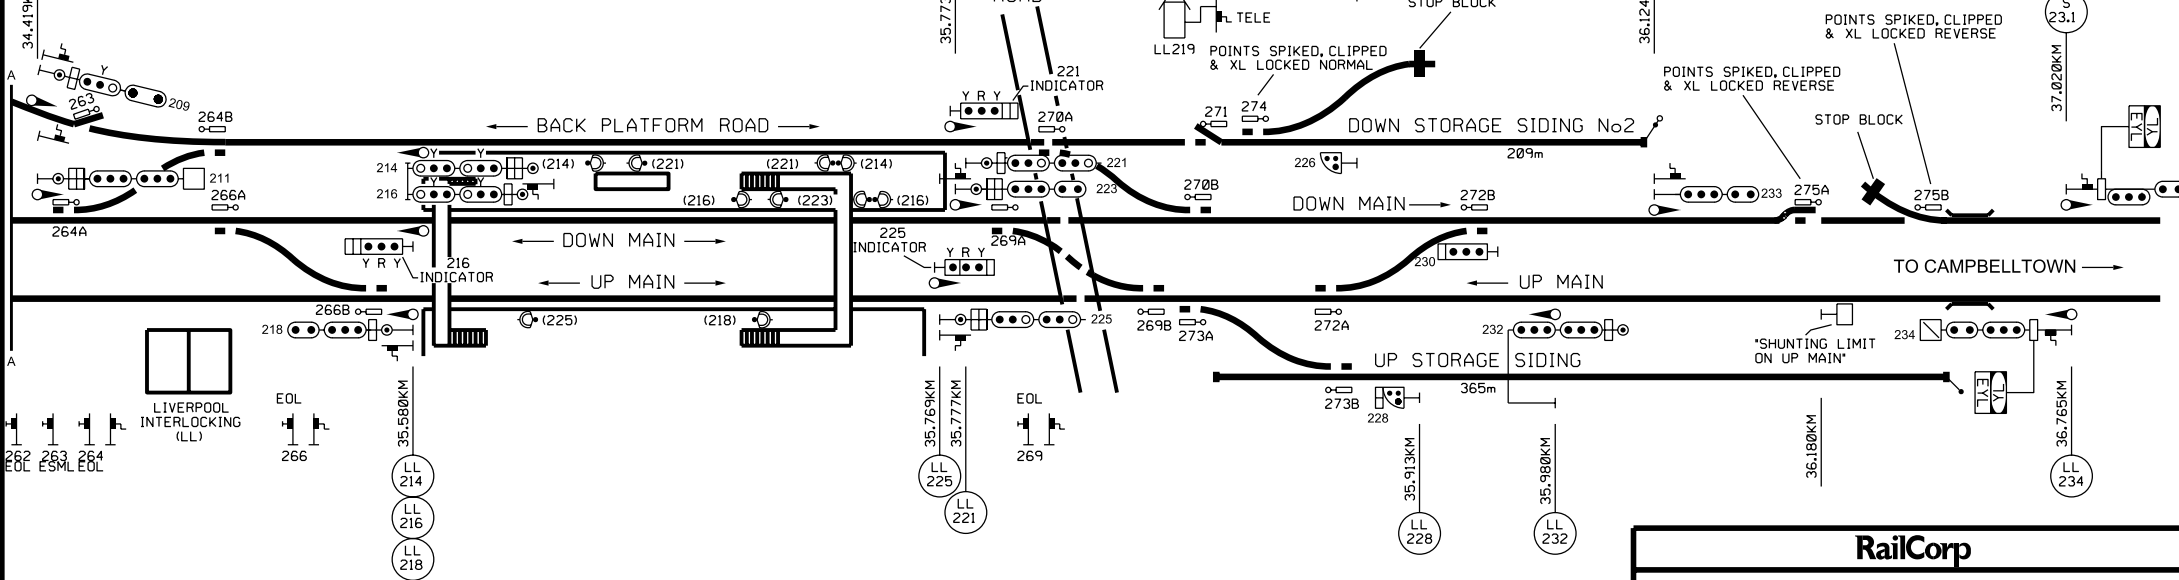 34.419K
35.773
ROAD
TELE
LL219
STOP BLOCK
36.124
S
23.1
37.020KM
POINTS SPIKED, CLIPPED
& XL LOCKED NORMAL
POINTS SPIKED, CLIPPED
& XL LOCKED REVERSE
POINTS SPIKED, CLIPPED
& XL LOCKED REVERSE
STOP BLOCK
A
Y
263
209
264B
BACK PLATFORM ROAD
Y R Y
221
INDICATOR
270A
271
274
DOWN STORAGE SIDING No2
209m
226
YL
EYL
214
Y
Y
(214)
(221)
(221)
(214)
221
211
216
Y
Y
(216)
(223)
(216)
223
270B
272B
233
275A
275B
266A
264A
DOWN MAIN
DOWN MAIN
Y R Y
216
INDICATOR
225
INDICATOR
Y R Y
269A
230
TO CAMPBELLTOWN
UP MAIN
UP MAIN
266B
218
(225)
(218)
225
269B
273A
272A
232
"SHUNTING LIMIT
ON UP MAIN"
234
A
UP STORAGE SIDING
365m
273B
228
YL
EYL
LIVERPOOL
INTERLOCKING
(LL)
EOL
EOL
262
EOL
263
ESML
264
EOL
266
269
35.580KM
35.769KM
35.777KM
35.913KM
35.980KM
36.180KM
36.765KM
LL
214
LL
216
LL
218
LL
225
LL
221
LL
228
LL
232
LL
234
RailCorp